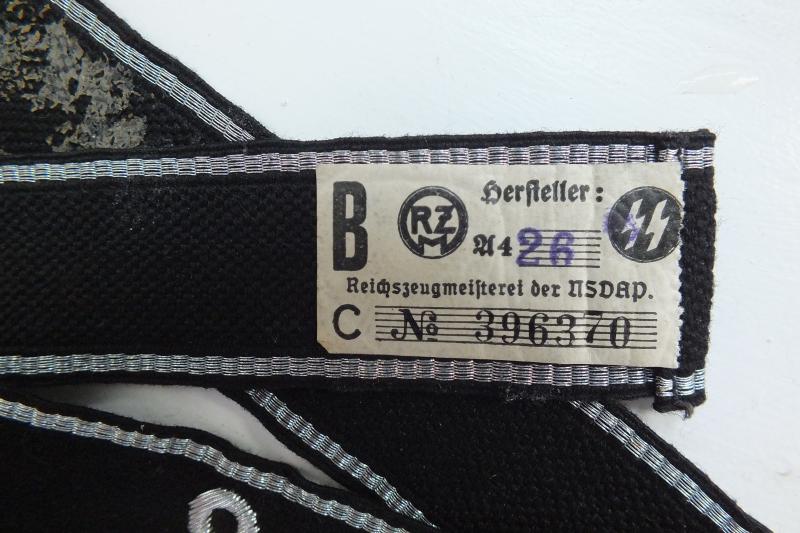 B RZM Hersteller:
A4 26
Reichszeugmeisterei der NSDAP.
C № 396370